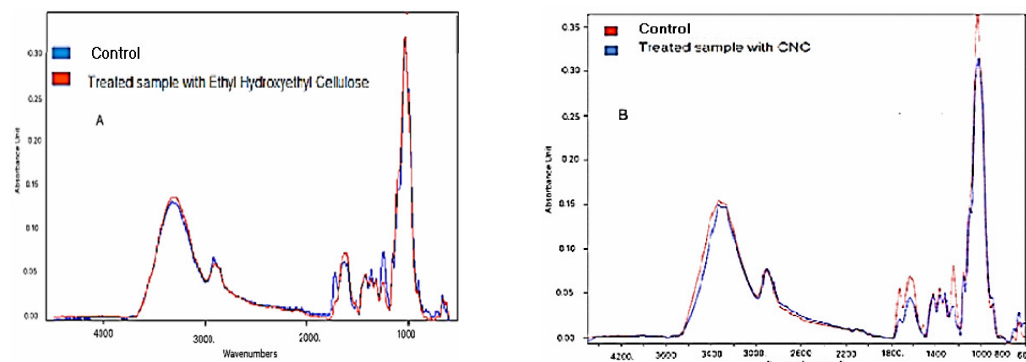 Control
Treated sample with Ethyl Hydroxyethyl Cellulose
A
Absorbance Unit
0.30
0.25
0.20
0.15
0.10
0.05
0.00
4000
3000.
2000.
1000
Wavenumbers
Control
Treated sample with CNC
B
Absorbance Unit
0.35
0.30
0.25
0.20
0.15
0.10
0.05
0.00
4200. 3600 3400 3000. 2600 2200 1800. 1400 1000.800